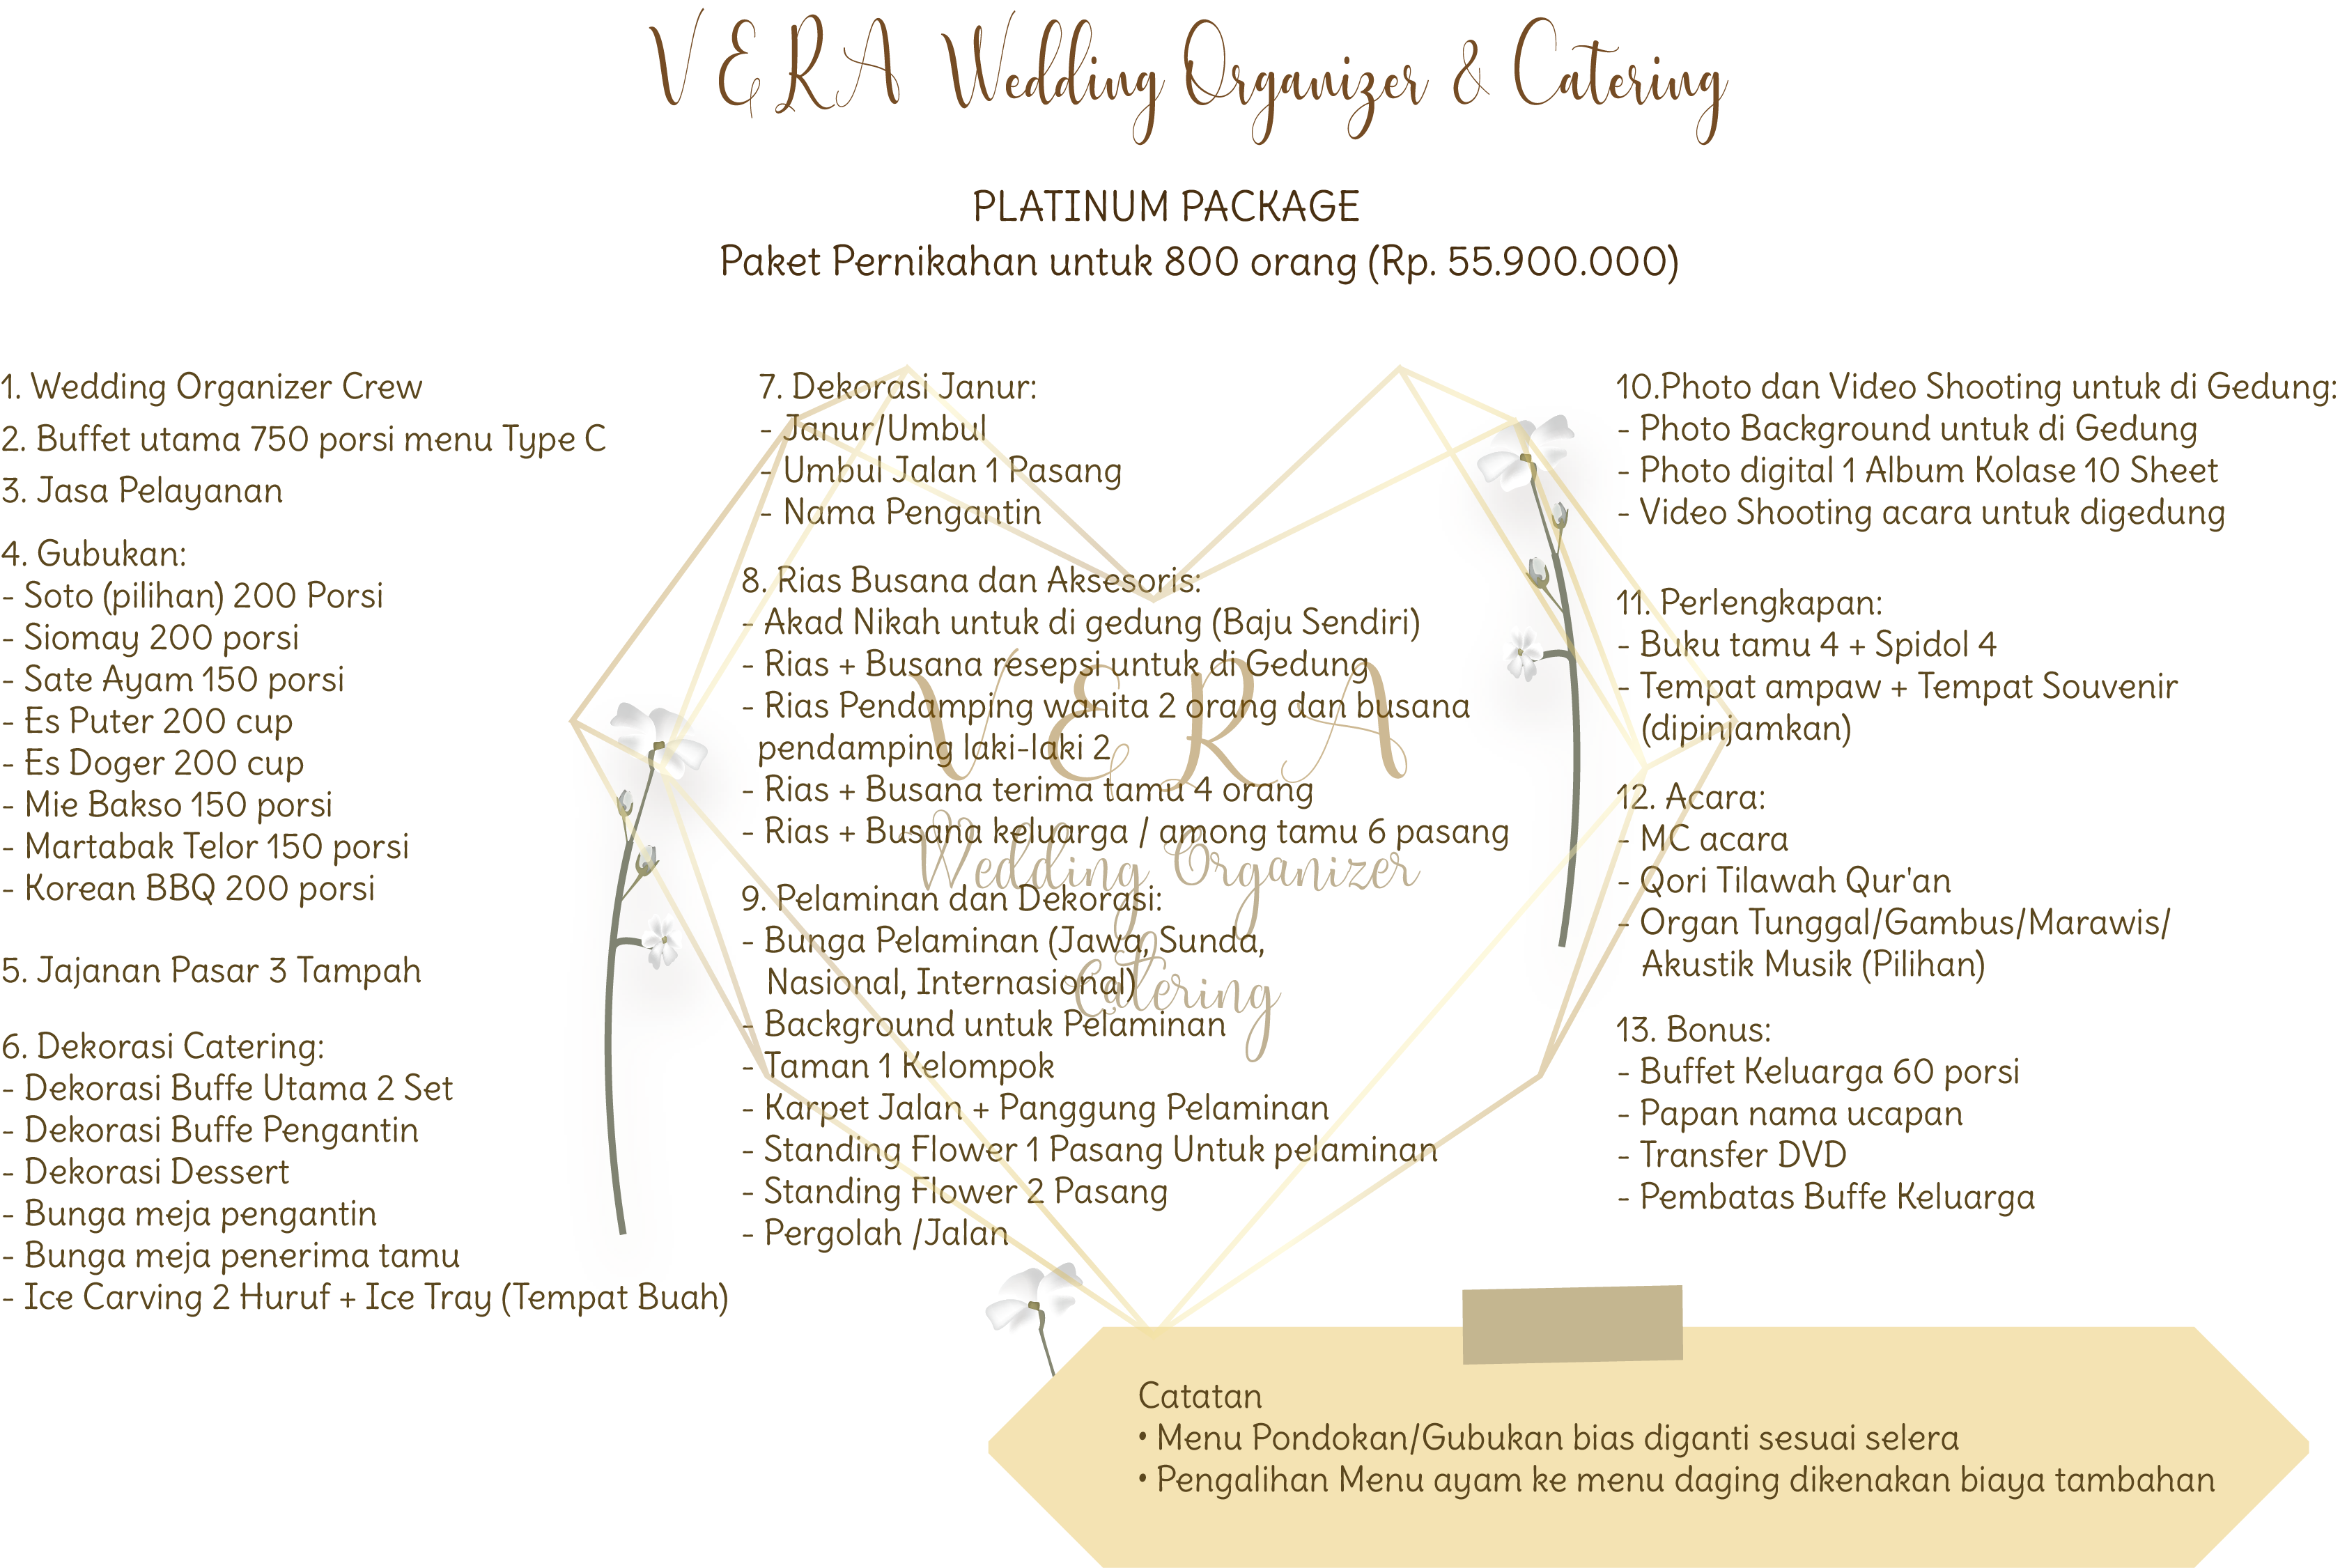 VERA Wedding Organizer & Catering
PLATINUM PACKAGE
Paket Pernikahan untuk 800 orang (Rp. 55.900.000)
1. Wedding Organizer Crew
2. Buffet utama 750 porsi menu Type C
3. Jasa Pelayanan
4. Gubukan:
- Soto (pilihan) 200 Porsi
- Siomay 200 porsi
- Sate Ayam 150 porsi
- Es Puter 200 cup
- Es Doger 200 cup
- Mie Bakso 150 porsi
- Martabak Telor 150 porsi
- Korean BBQ 200 porsi
5. Jajanan Pasar 3 Tampah
6. Dekorasi Catering:
- Dekorasi Buffe Utama 2 Set
- Dekorasi Buffe Pengantin
- Dekorasi Dessert
- Bunga meja pengantin
- Bunga meja penerima tamu
- Ice Carving 2 Huruf + Ice Tray (Tempat Buah)
7. Dekorasi Janur:
- Janur/Umbul
- Umbul Jalan 1 Pasang
- Nama Pengantin
8. Rias Busana dan Aksesoris:
- Akad Nikah untuk di gedung (Baju Sendiri)
- Rias + Busana resepsi untuk di Gedung
- Rias Pendamping wanita 2 orang dan busana
pendamping laki-laki 2
- Rias + Busana terima tamu 4 orang
- Rias + Busana keluarga / among tamu 6 pasang
9. Pelaminan dan Dekorasi:
- Bunga Pelaminan (Jawa, Sunda,
Nasional, Internasional)
- Background untuk Pelaminan
- Taman 1 Kelompok
- Karpet Jalan + Panggung Pelaminan
- Standing Flower 1 Pasang Untuk pelaminan
- Standing Flower 2 Pasang
- Pergolah /Jalan
VERA
Wedding Organizer
Catering
10.Photo dan Video Shooting untuk di Gedung:
- Photo Background untuk di Gedung
- Photo digital 1 Album Kolase 10 Sheet
- Video Shooting acara untuk digedung
11. Perlengkapan:
- Buku tamu 4 + Spidol 4
- Tempat ampaw + Tempat Souvenir
(dipinjamkan)
12. Acara:
- MC acara
- Qori Tilawah Qur'an
- Organ Tunggal/Gambus/Marawis/
Akustik Musik (Pilihan)
13. Bonus:
- Buffet Keluarga 60 porsi
- Papan nama ucapan
- Transfer DVD
- Pembatas Buffe Keluarga
Catatan
• Menu Pondokan/Gubukan bias diganti sesuai selera
• Pengalihan Menu ayam ke menu daging dikenakan biaya tambahan